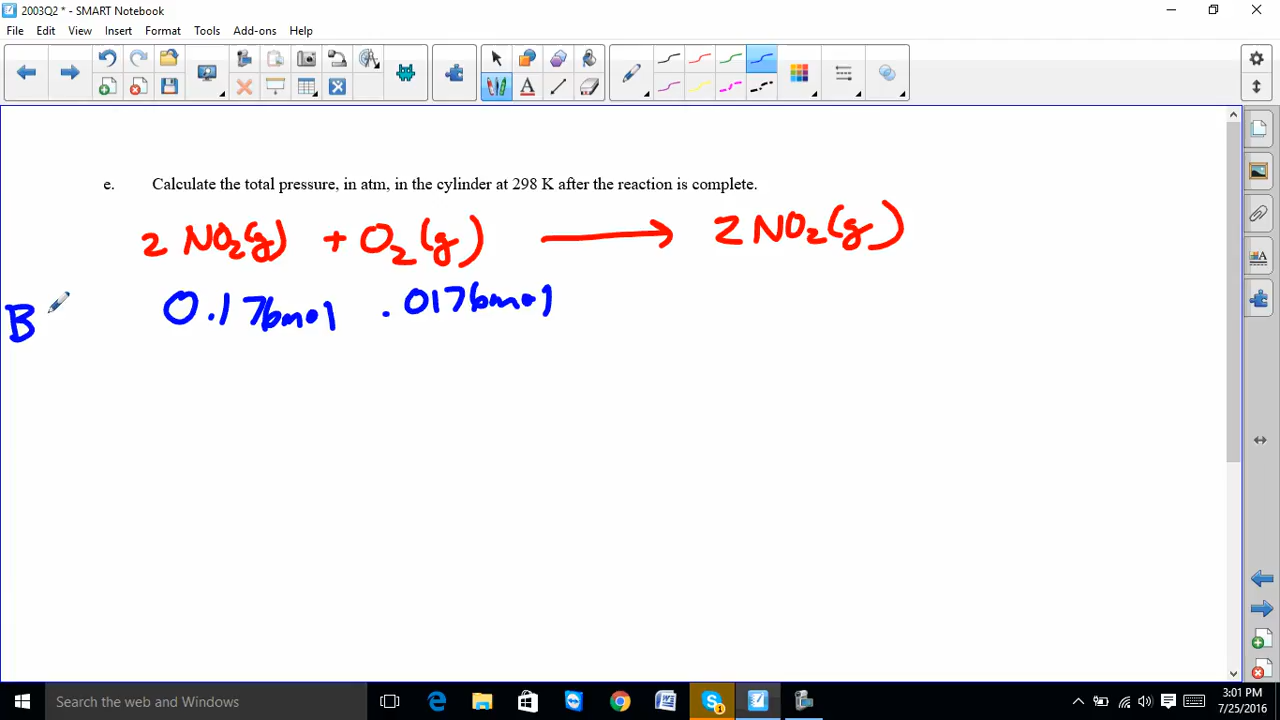 2003Q2 * - SMART Notebook
File Edit View Insert Format Tools Add-ons Help
e. Calculate the total pressure, in atm, in the cylinder at 298 K after the reaction is complete.
2 NO₂(g) + O₂(g) → 2 NO₂(g)
B 0.176mol .0176mol
Search the web and Windows
3:01 PM
7/25/2016